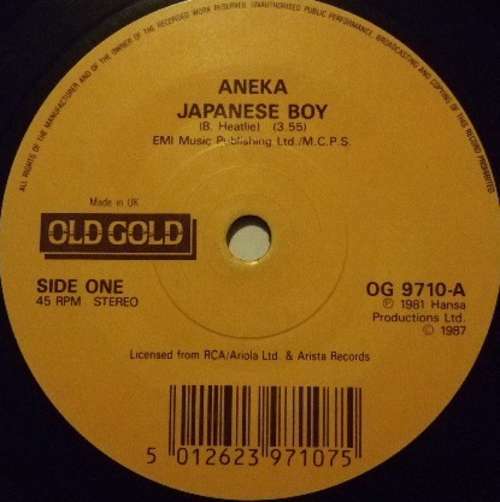 ALL RIGHTS OF THE MANUFACTURER AND OF THE OWNER OF THE RECORDED WORK RESERVED. UNAUTHORISED PUBLIC PERFORMANCE, BROADCASTING AND COPYING OF THIS RECORD PROHIBITED
ANEKA
JAPANESE BOY
(B. Heatlie) (3.55)
EMI Music Publishing Ltd./M.C.P.S.
Made in UK
OLD GOLD
SIDE ONE
45 RPM STEREO
OG 9710-A
℗ 1981 Hansa
Productions Ltd.
© 1987
Licensed from RCA/Ariola Ltd. & Arista Records
5 012623 971075